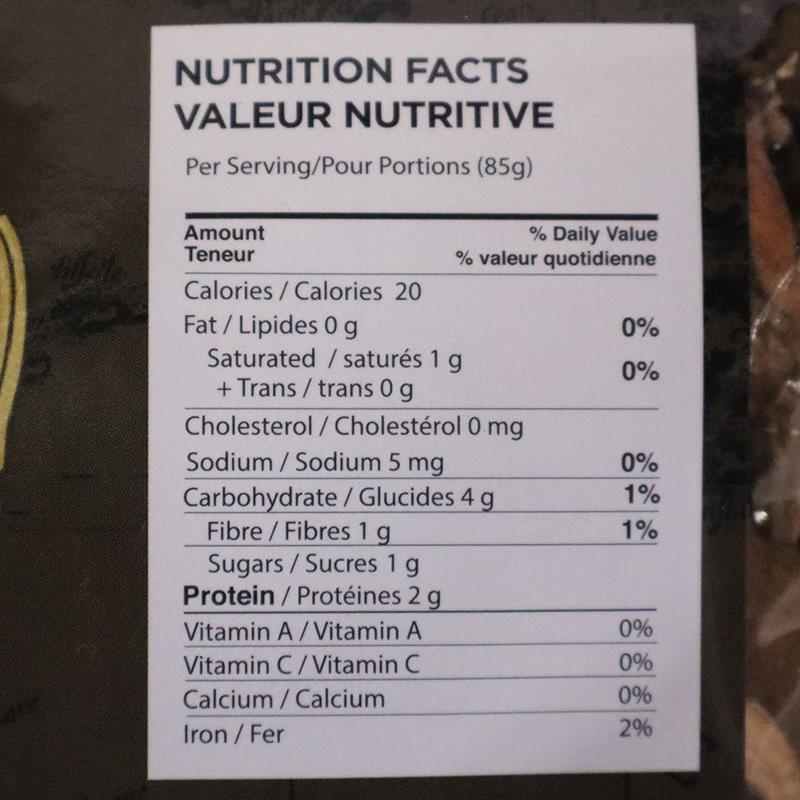 NUTRITION FACTS
VALEUR NUTRITIVE
Per Serving/Pour Portions (85g)
Amount % Daily Value
Teneur % valeur quotidienne
Calories / Calories 20
Fat / Lipides 0 g 0%
Saturated / saturés 1 g
+ Trans / trans 0 g 0%
Cholesterol / Cholestérol 0 mg
Sodium / Sodium 5 mg 0%
Carbohydrate / Glucides 4 g 1%
Fibre / Fibres 1 g 1%
Sugars / Sucres 1 g
Protein / Protéines 2 g
Vitamin A / Vitamin A 0%
Vitamin C / Vitamin C 0%
Calcium / Calcium 0%
Iron / Fer 2%